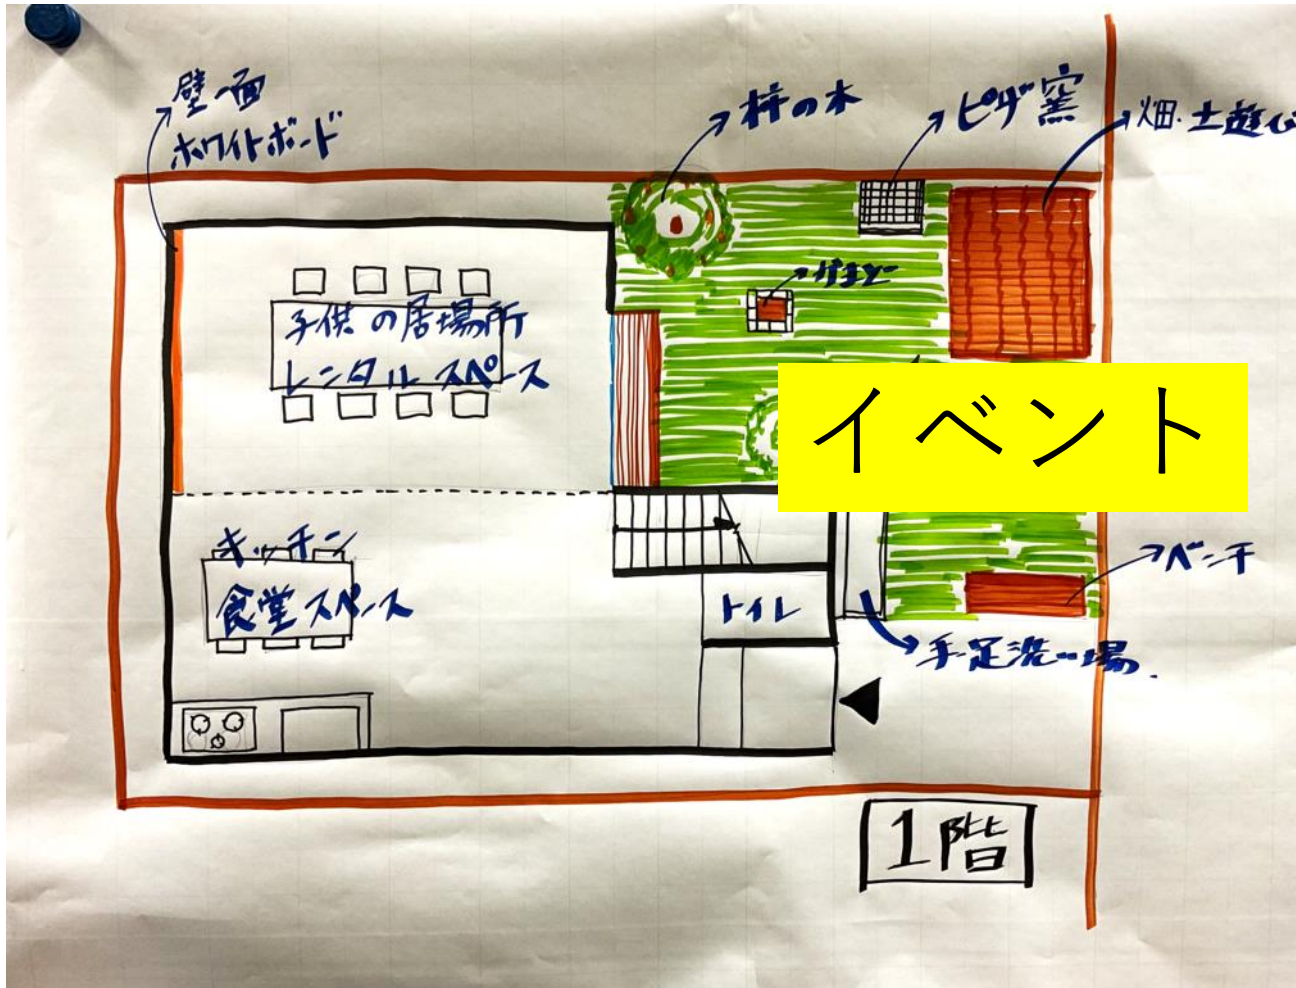 壁一面
ホワイトボード
柿の木
ピザ窯
畑・土遊び
かまど
子供の居場所
レンタルスペース
イベント
キッチン
食堂スペース
トイレ
ベンチ
手足洗い場
1階